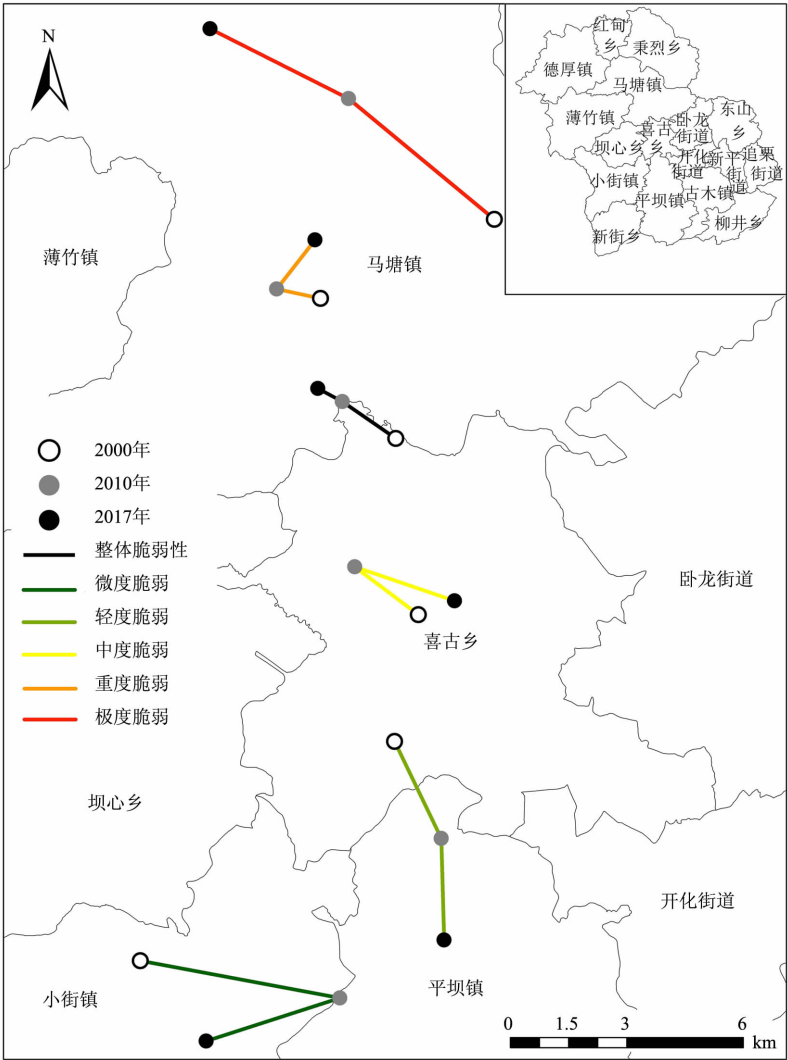 N
红甸
乡
秉烈乡
德厚镇
马塘镇
薄竹镇
喜古
乡
卧龙
街道
东山
乡
坝心乡
开化
街道
新平
街
道
追栗
街道
小街镇
平坝镇
古木镇
新街乡
柳井乡
薄竹镇
马塘镇
2000年
2010年
2017年
整体脆弱性
微度脆弱
轻度脆弱
中度脆弱
重度脆弱
极度脆弱
卧龙街道
喜古乡
坝心乡
开化街道
小街镇
平坝镇
0 1.5 3 6
km